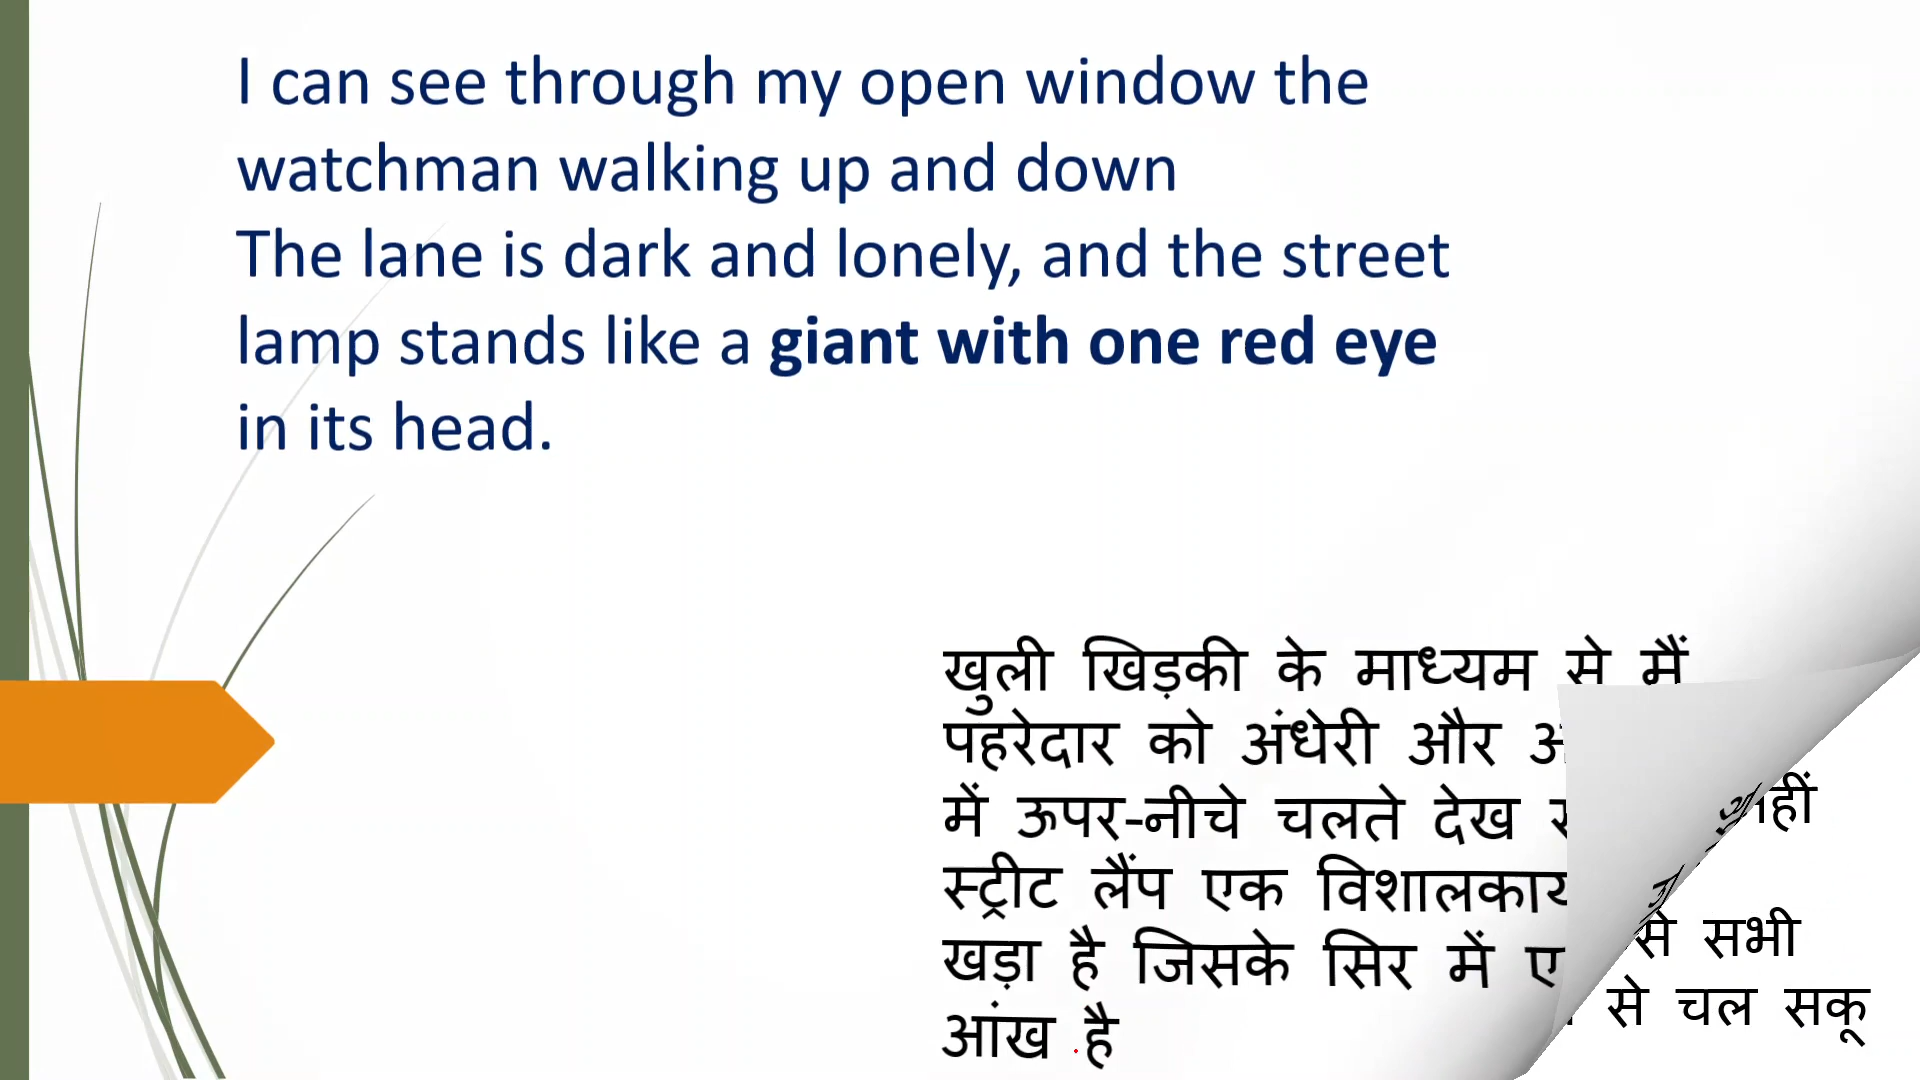 I can see through my open window the
watchman walking up and down
The lane is dark and lonely, and the street
lamp stands like a giant with one red eye
in its head.
खुली खिड़की के माध्यम से मैं
पहरेदार को अंधेरी और
में ऊपर-नीचे चलते देख
स्ट्रीट लैंप एक विशालकाय
खड़ा है जिसके सिर में
आंख है
से सभी
से चल सकू